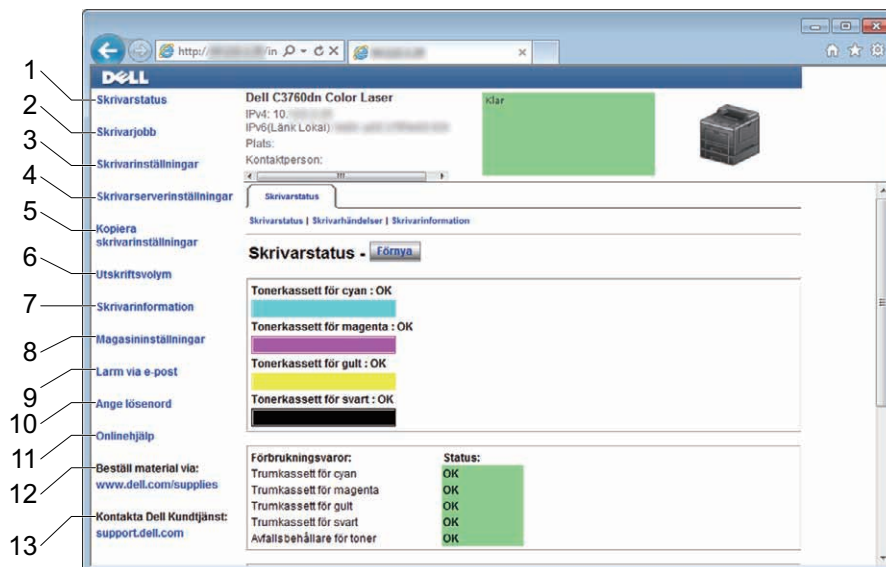 http:/ /in
DELL
1 Skrivarstatus
2 Skrivarjobb
3 Skrivarinställningar
4 Skrivarserverinställningar
5 Kopiera
skrivarinställningar
6 Utskriftsvolym
7 Skrivarinformation
8 Magasininställningar
9 Larm via e-post
10 Ange lösenord
11 Onlinehjälp
12 Beställ material via:
www.dell.com/supplies
13 Kontakta Dell Kundtjänst:
support.dell.com
Dell C3760dn Color Laser
IPv4: 10.
IPv6(Länk Lokal)
Plats:
Kontaktperson:
Klar
Skrivarstatus
Skrivarstatus | Skrivarhändelser | Skrivarinformation
Skrivarstatus - Förnya
Tonerkassett för cyan : OK
Tonerkassett för magenta : OK
Tonerkassett för gult : OK
Tonerkassett för svart : OK
Förbrukningsvaror: Status:
Trumkassett för cyan OK
Trumkassett för magenta OK
Trumkassett för gult OK
Trumkassett för svart OK
Avfallsbehållare för toner OK